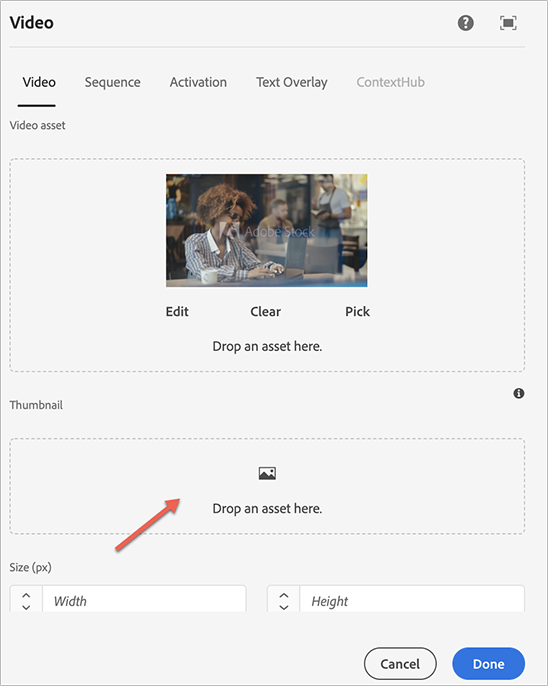 Video
Video Sequence Activation Text Overlay ContextHub
Video asset
Adobe Stock
Edit Clear Pick
Drop an asset here.
Thumbnail
Drop an asset here.
Size (px)
Width Height
Cancel Done